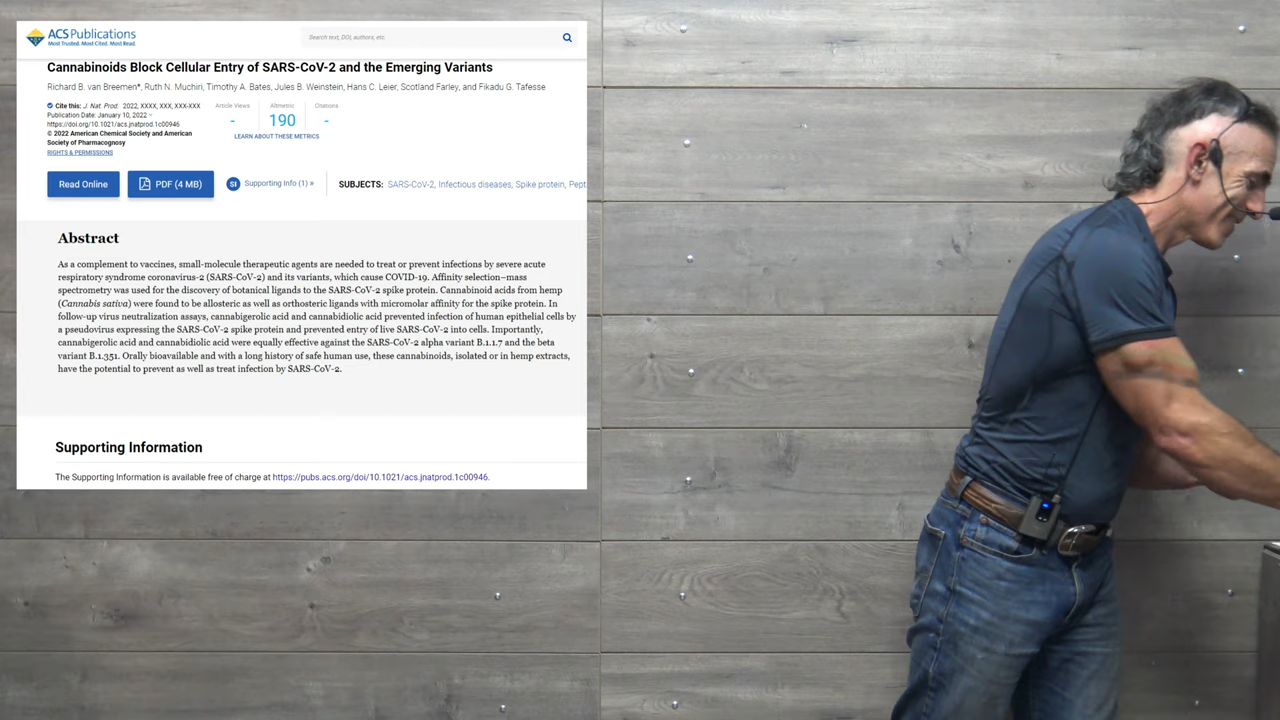 ACS Publications
Most Trusted. Most Cited. Most Read.
Search text, DOI, authors, etc.
Cannabinoids Block Cellular Entry of SARS-CoV-2 and the Emerging Variants
Richard B. van Breemen*, Ruth N. Muchiri, Timothy A. Bates, Jules B. Weinstein, Hans C. Leier, Scotland Farley, and Fikadu G. Tafesse
Cite this: J. Nat. Prod. 2022, XXXX, XXX, XXX-XXX
Publication Date: January 10, 2022
https://doi.org/10.1021/acs.jnatprod.1c00946
© 2022 American Chemical Society and American
Society of Pharmacognosy
RIGHTS & PERMISSIONS
Article Views
-
Altmetric
190
Citations
-
LEARN ABOUT THESE METRICS
Read Online
PDF (4 MB)
SI Supporting Info (1) »
SUBJECTS: SARS-CoV-2, Infectious diseases, Spike protein, Pept
Abstract
As a complement to vaccines, small-molecule therapeutic agents are needed to treat or prevent infections by severe acute
respiratory syndrome coronavirus-2 (SARS-CoV-2) and its variants, which cause COVID-19. Affinity selection–mass
spectrometry was used for the discovery of botanical ligands to the SARS-CoV-2 spike protein. Cannabinoid acids from hemp
(Cannabis sativa) were found to be allosteric as well as orthosteric ligands with micromolar affinity for the spike protein. In
follow-up virus neutralization assays, cannabigerolic acid and cannabidiolic acid prevented infection of human epithelial cells by
a pseudovirus expressing the SARS-CoV-2 spike protein and prevented entry of live SARS-CoV-2 into cells. Importantly,
cannabigerolic acid and cannabidiolic acid were equally effective against the SARS-CoV-2 alpha variant B.1.1.7 and the beta
variant B.1.351. Orally bioavailable and with a long history of safe human use, these cannabinoids, isolated or in hemp extracts,
have the potential to prevent as well as treat infection by SARS-CoV-2.
Supporting Information
The Supporting Information is available free of charge at https://pubs.acs.org/doi/10.1021/acs.jnatprod.1c00946.